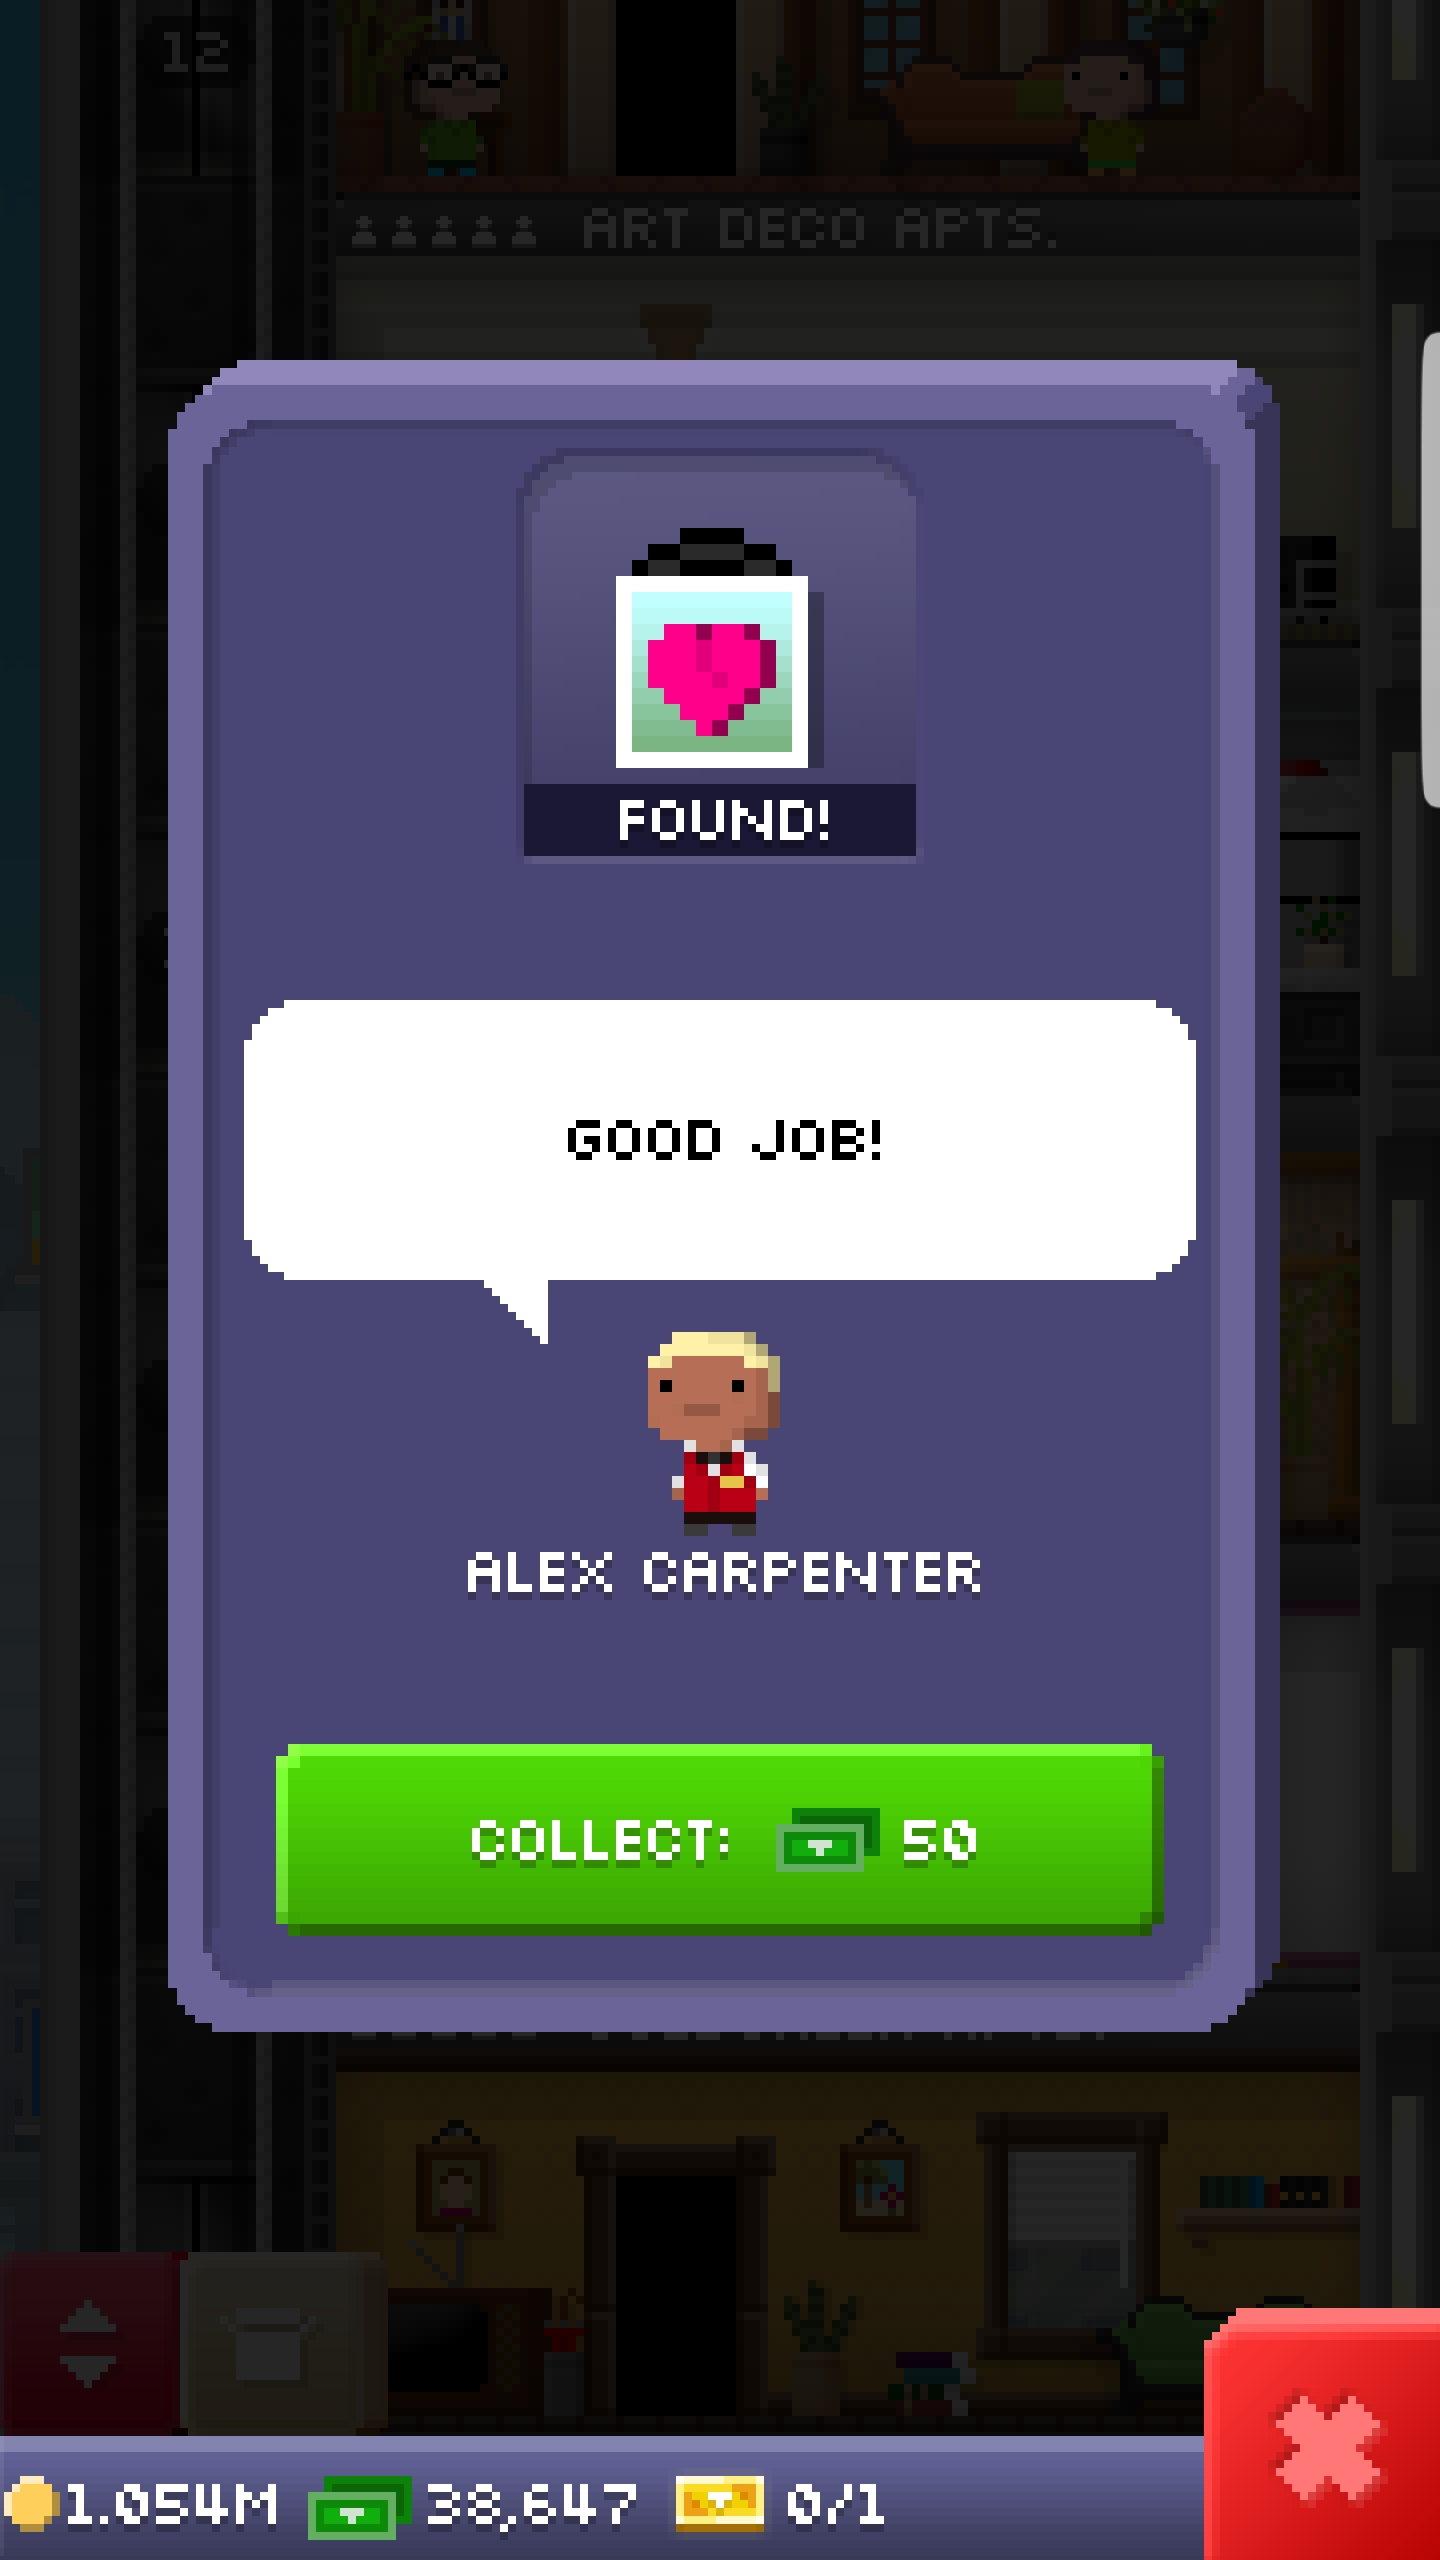 12
ART DECO APTS.
FOUND!
GOOD JOB!
ALEX CARPENTER
COLLECT: 50
1.054M 38,647 0/1